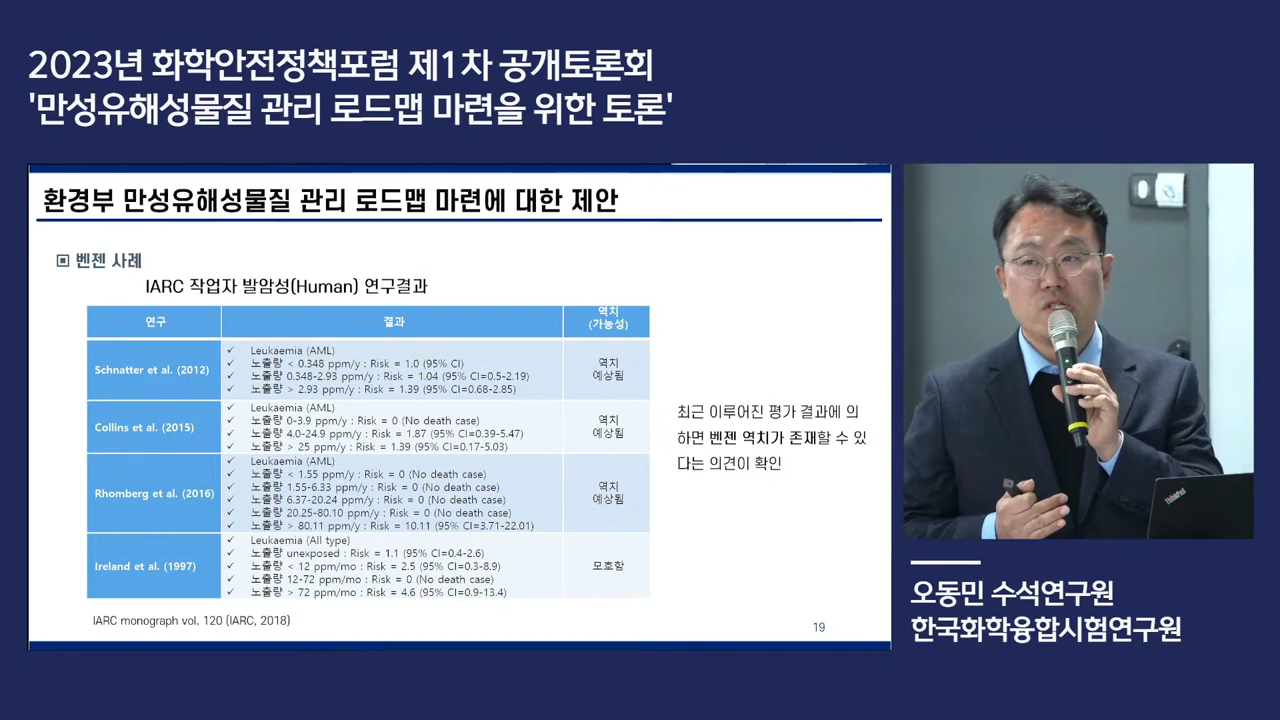 2023년 화학안전정책포럼 제1차 공개토론회
'만성유해성물질 관리 로드맵 마련을 위한 토론'
환경부 만성유해성물질 관리 로드맵 마련에 대한 제안
▣ 벤젠 사례
IARC 작업자 발암성(Human) 연구결과
연구 결과 역치
(가능성)
Schnatter et al. (2012)
✓ Leukaemia (AML)
✓ 노출량 < 0.348 ppm/y : Risk = 1.0 (95% CI)
✓ 노출량 0.348-2.93 ppm/y : Risk = 1.04 (95% CI=0.5-2.19)
✓ 노출량 > 2.93 ppm/y : Risk = 1.39 (95% CI=0.68-2.85)
역치
예상됨
Collins et al. (2015)
✓ Leukaemia (AML)
✓ 노출량 0-3.9 ppm/y : Risk = 0 (No death case)
✓ 노출량 4.0-24.9 ppm/y : Risk = 1.87 (95% CI=0.39-5.47)
✓ 노출량 > 25 ppm/y : Risk = 1.39 (95% CI=0.17-5.03)
역치
예상됨
Rhomberg et al. (2016)
✓ Leukaemia (AML)
✓ 노출량 < 1.55 ppm/y : Risk = 0 (No death case)
✓ 노출량 1.55-6.33 ppm/y : Risk = 0 (No death case)
✓ 노출량 6.37-20.24 ppm/y : Risk = 0 (No death case)
✓ 노출량 20.25-80.10 ppm/y : Risk = 0 (No death case)
✓ 노출량 > 80.11 ppm/y : Risk = 10.11 (95% CI=3.71-22.01)
역치
예상됨
Ireland et al. (1997)
✓ Leukaemia (All type)
✓ 노출량 unexposed : Risk = 1.1 (95% CI=0.4-2.6)
✓ 노출량 < 12 ppm/mo : Risk = 2.5 (95% CI=0.3-8.9)
✓ 노출량 12-72 ppm/mo : Risk = 0 (No death case)
✓ 노출량 > 72 ppm/mo : Risk = 4.6 (95% CI=0.9-13.4)
모호함
최근 이루어진 평가 결과에 의
하면 벤젠 역치가 존재할 수 있
다는 의견이 확인
IARC monograph vol. 120 (IARC, 2018)
19
ThinkPad
오동민 수석연구원
한국화학융합시험연구원